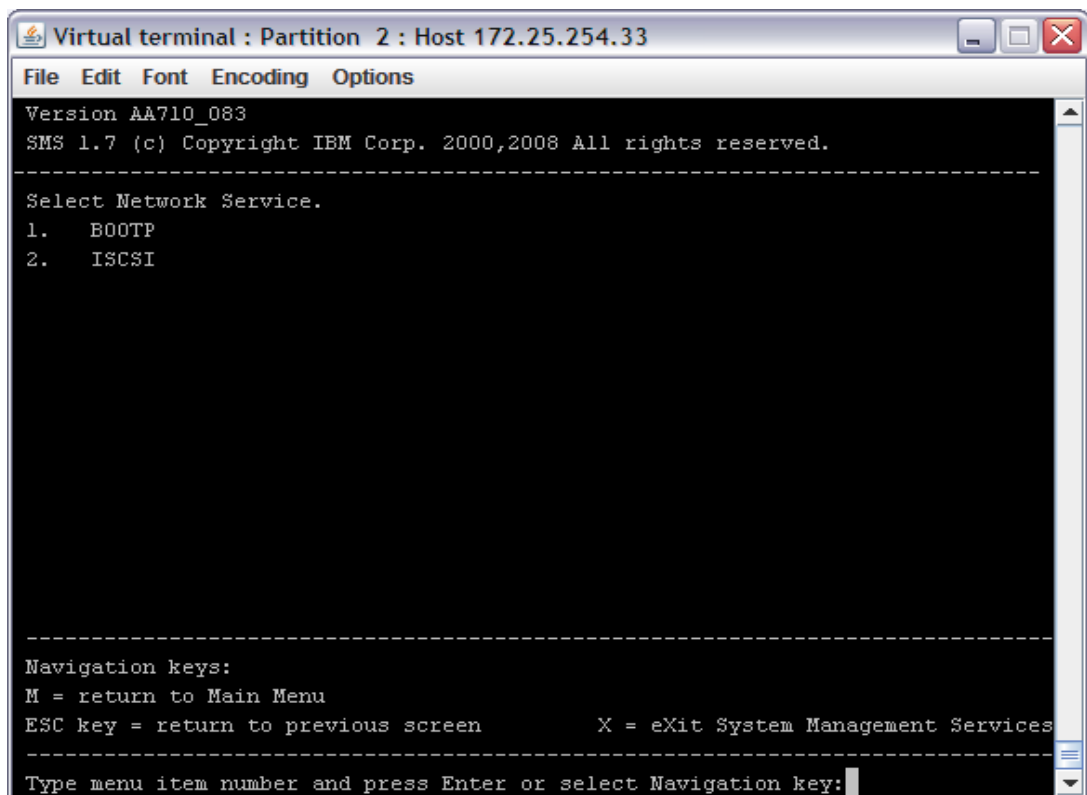 Virtual terminal : Partition 2 : Host 172.25.254.33
File Edit Font Encoding Options
Version AA710_083
SMS 1.7 (c) Copyright IBM Corp. 2000,2008 All rights reserved.
-------------------------------------------------------------------------------
Select Network Service.
1. BOOTP
2. ISCSI
-------------------------------------------------------------------------------
Navigation keys:
M = return to Main Menu
ESC key = return to previous screen X = eXit System Management Services
-------------------------------------------------------------------------------
Type menu item number and press Enter or select Navigation key: